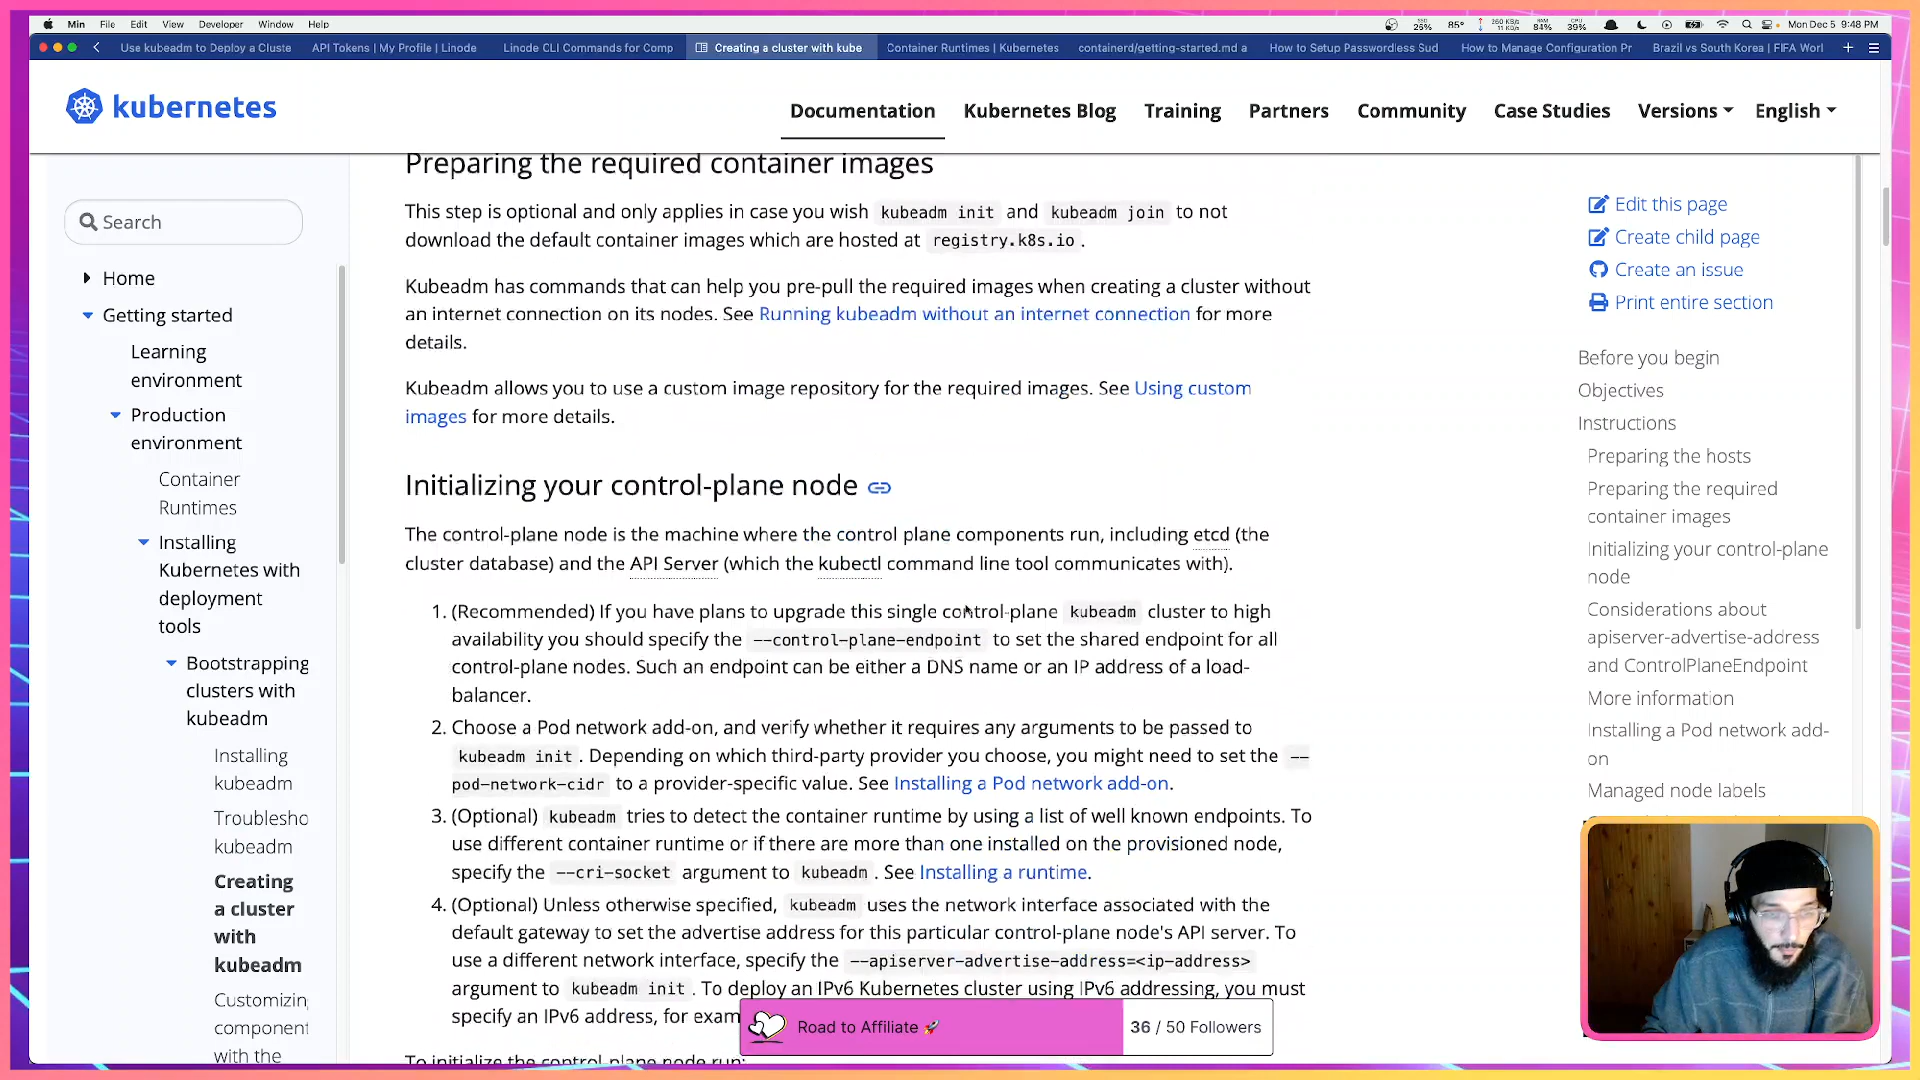 Min File Edit View Developer Window Help
26% 85° 84% 39% Mon Dec 5 9:48 PM
Use kubeadm to Deploy a Cluste API Tokens | My Profile | Linode Linode CLI Commands for Comp Creating a cluster with kube Container Runtimes | Kubernetes containerd/getting-started.md a How to Setup Passwordless Sud How to Manage Configuration Pr Brazil vs South Korea | FIFA Worl
kubernetes
Documentation Kubernetes Blog Training Partners Community Case Studies Versions English
Search
Home
Getting started
Learning
environment
Production
environment
Container
Runtimes
Installing
Kubernetes with
deployment
tools
Bootstrapping
clusters with
kubeadm
Installing
kubeadm
Troublesho
kubeadm
Creating
a cluster
with
kubeadm
Customizin
component
with the
Preparing the required container images
This step is optional and only applies in case you wish kubeadm init and kubeadm join to not
download the default container images which are hosted at registry.k8s.io .
Kubeadm has commands that can help you pre-pull the required images when creating a cluster without
an internet connection on its nodes. See Running kubeadm without an internet connection for more
details.
Kubeadm allows you to use a custom image repository for the required images. See Using custom
images for more details.
Initializing your control-plane node
The control-plane node is the machine where the control plane components run, including etcd (the
cluster database) and the API Server (which the kubectl command line tool communicates with).
1. (Recommended) If you have plans to upgrade this single control-plane kubeadm cluster to high
availability you should specify the --control-plane-endpoint to set the shared endpoint for all
control-plane nodes. Such an endpoint can be either a DNS name or an IP address of a load-
balancer.
2. Choose a Pod network add-on, and verify whether it requires any arguments to be passed to
kubeadm init . Depending on which third-party provider you choose, you might need to set the --
pod-network-cidr to a provider-specific value. See Installing a Pod network add-on.
3. (Optional) kubeadm tries to detect the container runtime by using a list of well known endpoints. To
use different container runtime or if there are more than one installed on the provisioned node,
specify the --cri-socket argument to kubeadm . See Installing a runtime.
4. (Optional) Unless otherwise specified, kubeadm uses the network interface associated with the
default gateway to set the advertise address for this particular control-plane node's API server. To
use a different network interface, specify the --apiserver-advertise-address=<ip-address>
argument to kubeadm init . To deploy an IPv6 Kubernetes cluster using IPv6 addressing, you must
specify an IPv6 address, for exam
To initialize the control-plane node run:
Edit this page
Create child page
Create an issue
Print entire section
Before you begin
Objectives
Instructions
Preparing the hosts
Preparing the required
container images
Initializing your control-plane
node
Considerations about
apiserver-advertise-address
and ControlPlaneEndpoint
More information
Installing a Pod network add-
on
Managed node labels
Road to Affiliate 🚀 36 / 50 Followers